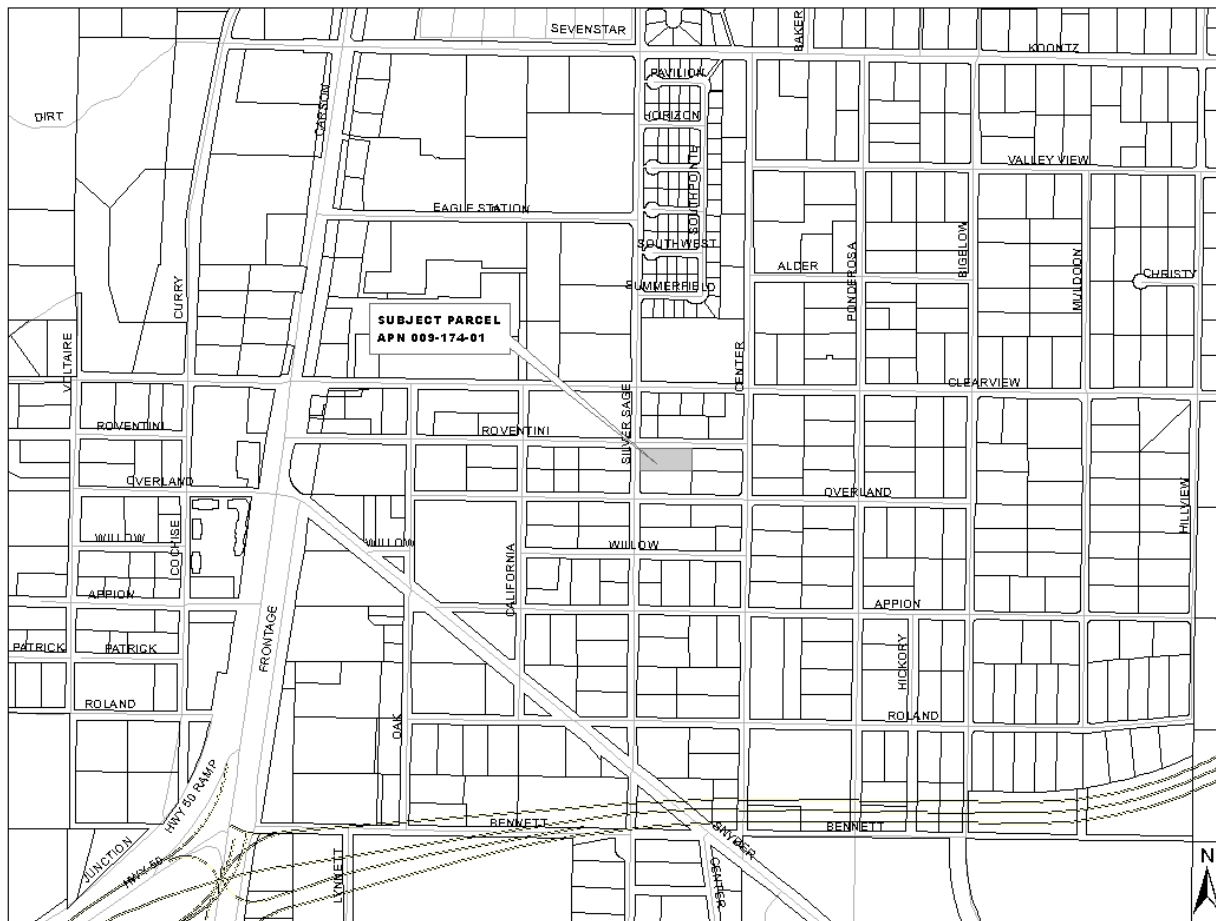 SEVENSTAR
BAKER
KOONTZ
PAVILION
DIRT
CARSON
HORIZON
SOUTHPOINTE
VALLEY VIEW
EAGLE STATION
SOUTHWEST
ALDER
PONDEROSA
BIGELOW
MULDOON
CHRISTY
CURRY
SUMMERFIELD
SUBJECT PARCEL
APN 009-174-01
VOLTAIRE
CENTER
CLEARVIEW
SILVER SAGE
ROVENTINI
ROVENTINI
OVERLAND
OVERLAND
HILLVIEW
WILLOW
COCHISE
WILLOW
WILLOW
CALIFORNIA
APPION
APPION
FRONTAGE
PATRICK
PATRICK
HICKORY
ROLAND
OAK
ROLAND
HWY 50 RAMP
BENNETT
SNYDER
BENNETT
JUNCTION
HWY 50
LYNNETT
CENTER
N